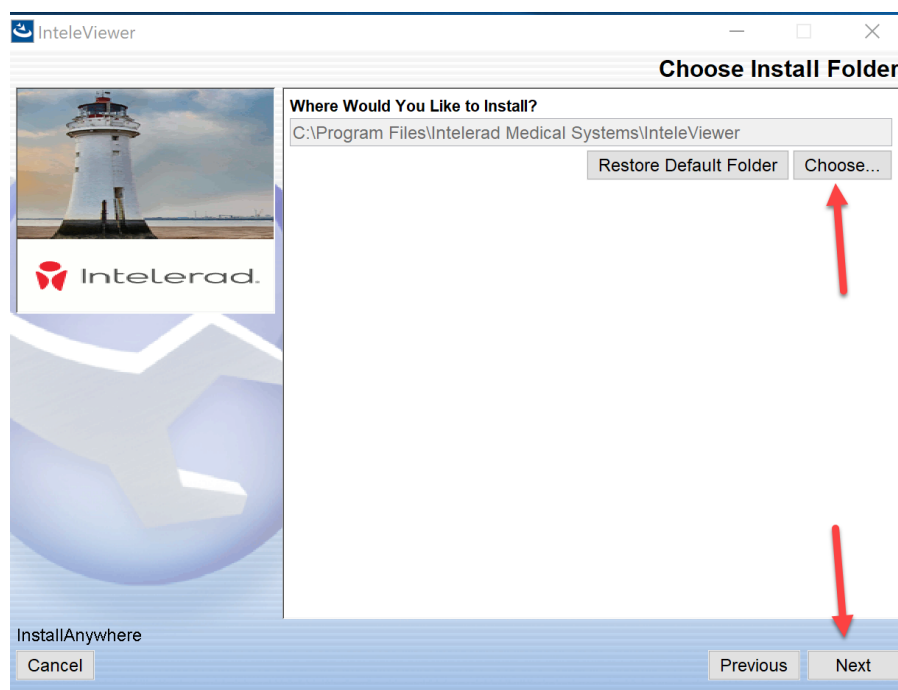 InteleViewer
Choose Install Folder
Where Would You Like to Install?
C:\Program Files\Intelerad Medical Systems\InteleViewer
Restore Default Folder Choose...
Intelerad.
InstallAnywhere
Cancel Previous Next